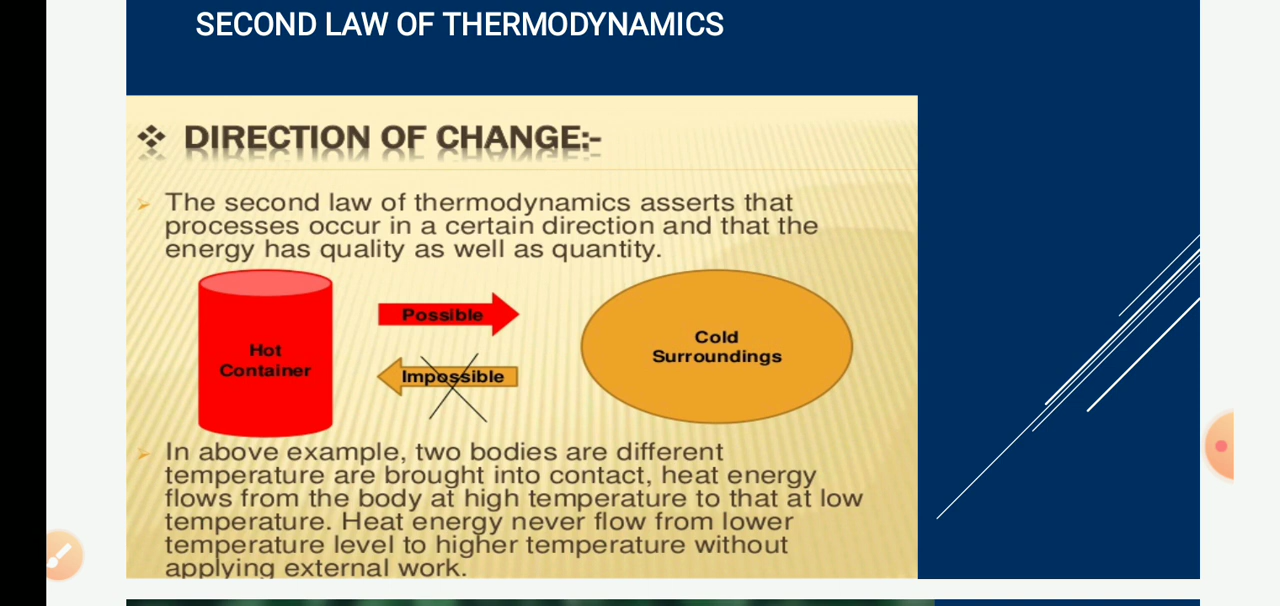 SECOND LAW OF THERMODYNAMICS
DIRECTION OF CHANGE:-
The second law of thermodynamics asserts that
processes occur in a certain direction and that the
energy has quality as well as quantity.
Hot
Container
Possible
Impossible
Cold
Surroundings
In above example, two bodies are different
temperature are brought into contact, heat energy
flows from the body at high temperature to that at low
temperature. Heat energy never flow from lower
temperature level to higher temperature without
applying external work.